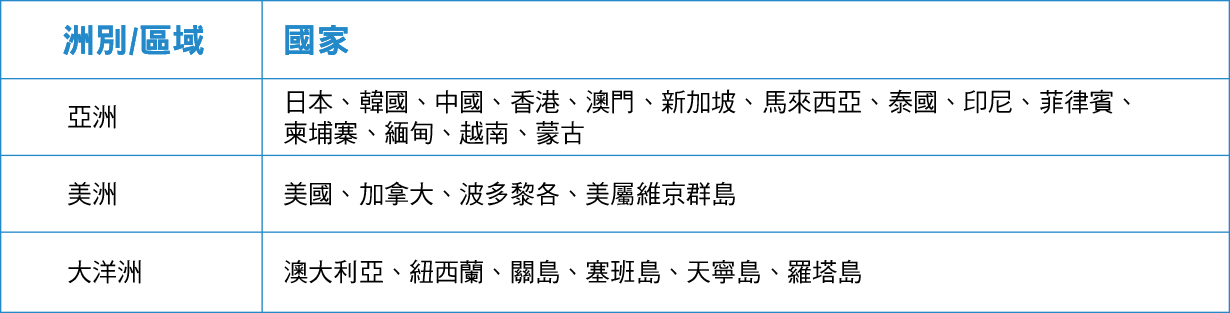 洲別/區域 國家
亞洲 日本、韓國、中國、香港、澳門、新加坡、馬來西亞、泰國、印尼、菲律賓、
柬埔寨、緬甸、越南、蒙古
美洲 美國、加拿大、波多黎各、美屬維京群島
大洋洲 澳大利亞、紐西蘭、關島、塞班島、天寧島、羅塔島